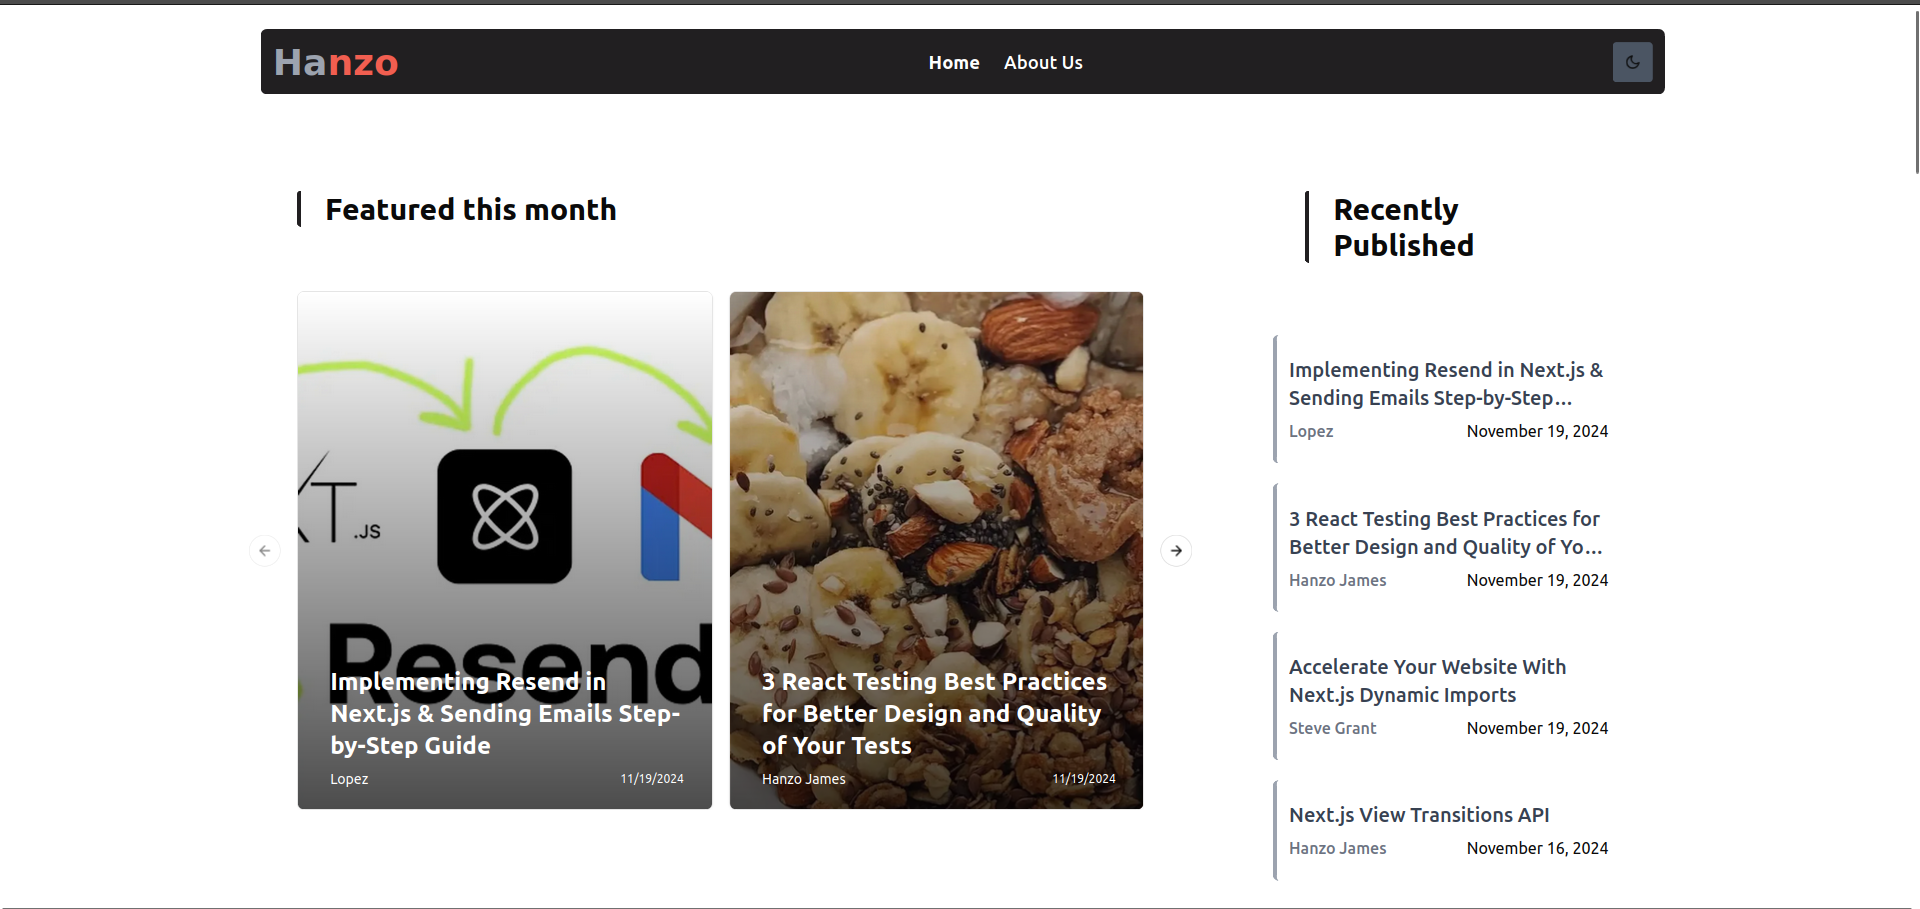 Hanzo
Home
About Us
Featured this month
.JS
Resend
Implementing Resend in
Next.js & Sending Emails Step-
by-Step Guide
Lopez
11/19/2024
3 React Testing Best Practices
for Better Design and Quality
of Your Tests
Hanzo James
11/19/2024
Recently
Published
Implementing Resend in Next.js &
Sending Emails Step-by-Step...
Lopez
November 19, 2024
3 React Testing Best Practices for
Better Design and Quality of Yo...
Hanzo James
November 19, 2024
Accelerate Your Website With
Next.js Dynamic Imports
Steve Grant
November 19, 2024
Next.js View Transitions API
Hanzo James
November 16, 2024